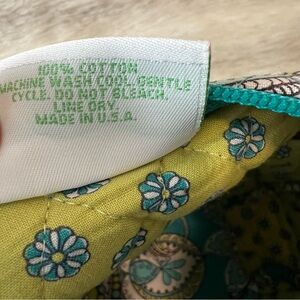 100% COTTON
MACHINE WASH COOL, GENTLE
CYCLE. DO NOT BLEACH.
LINE DRY.
MADE IN U.S.A.